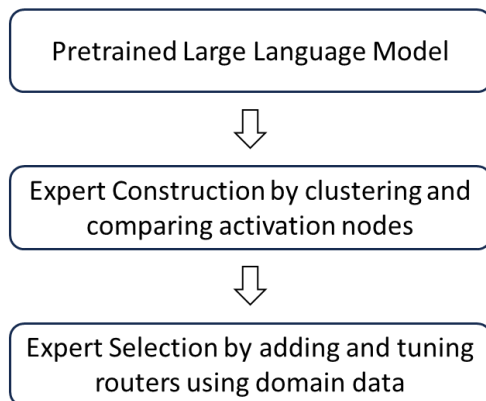 Pretrained Large Language Model
Expert Construction by clustering and
comparing activation nodes
Expert Selection by adding and tuning
routers using domain data